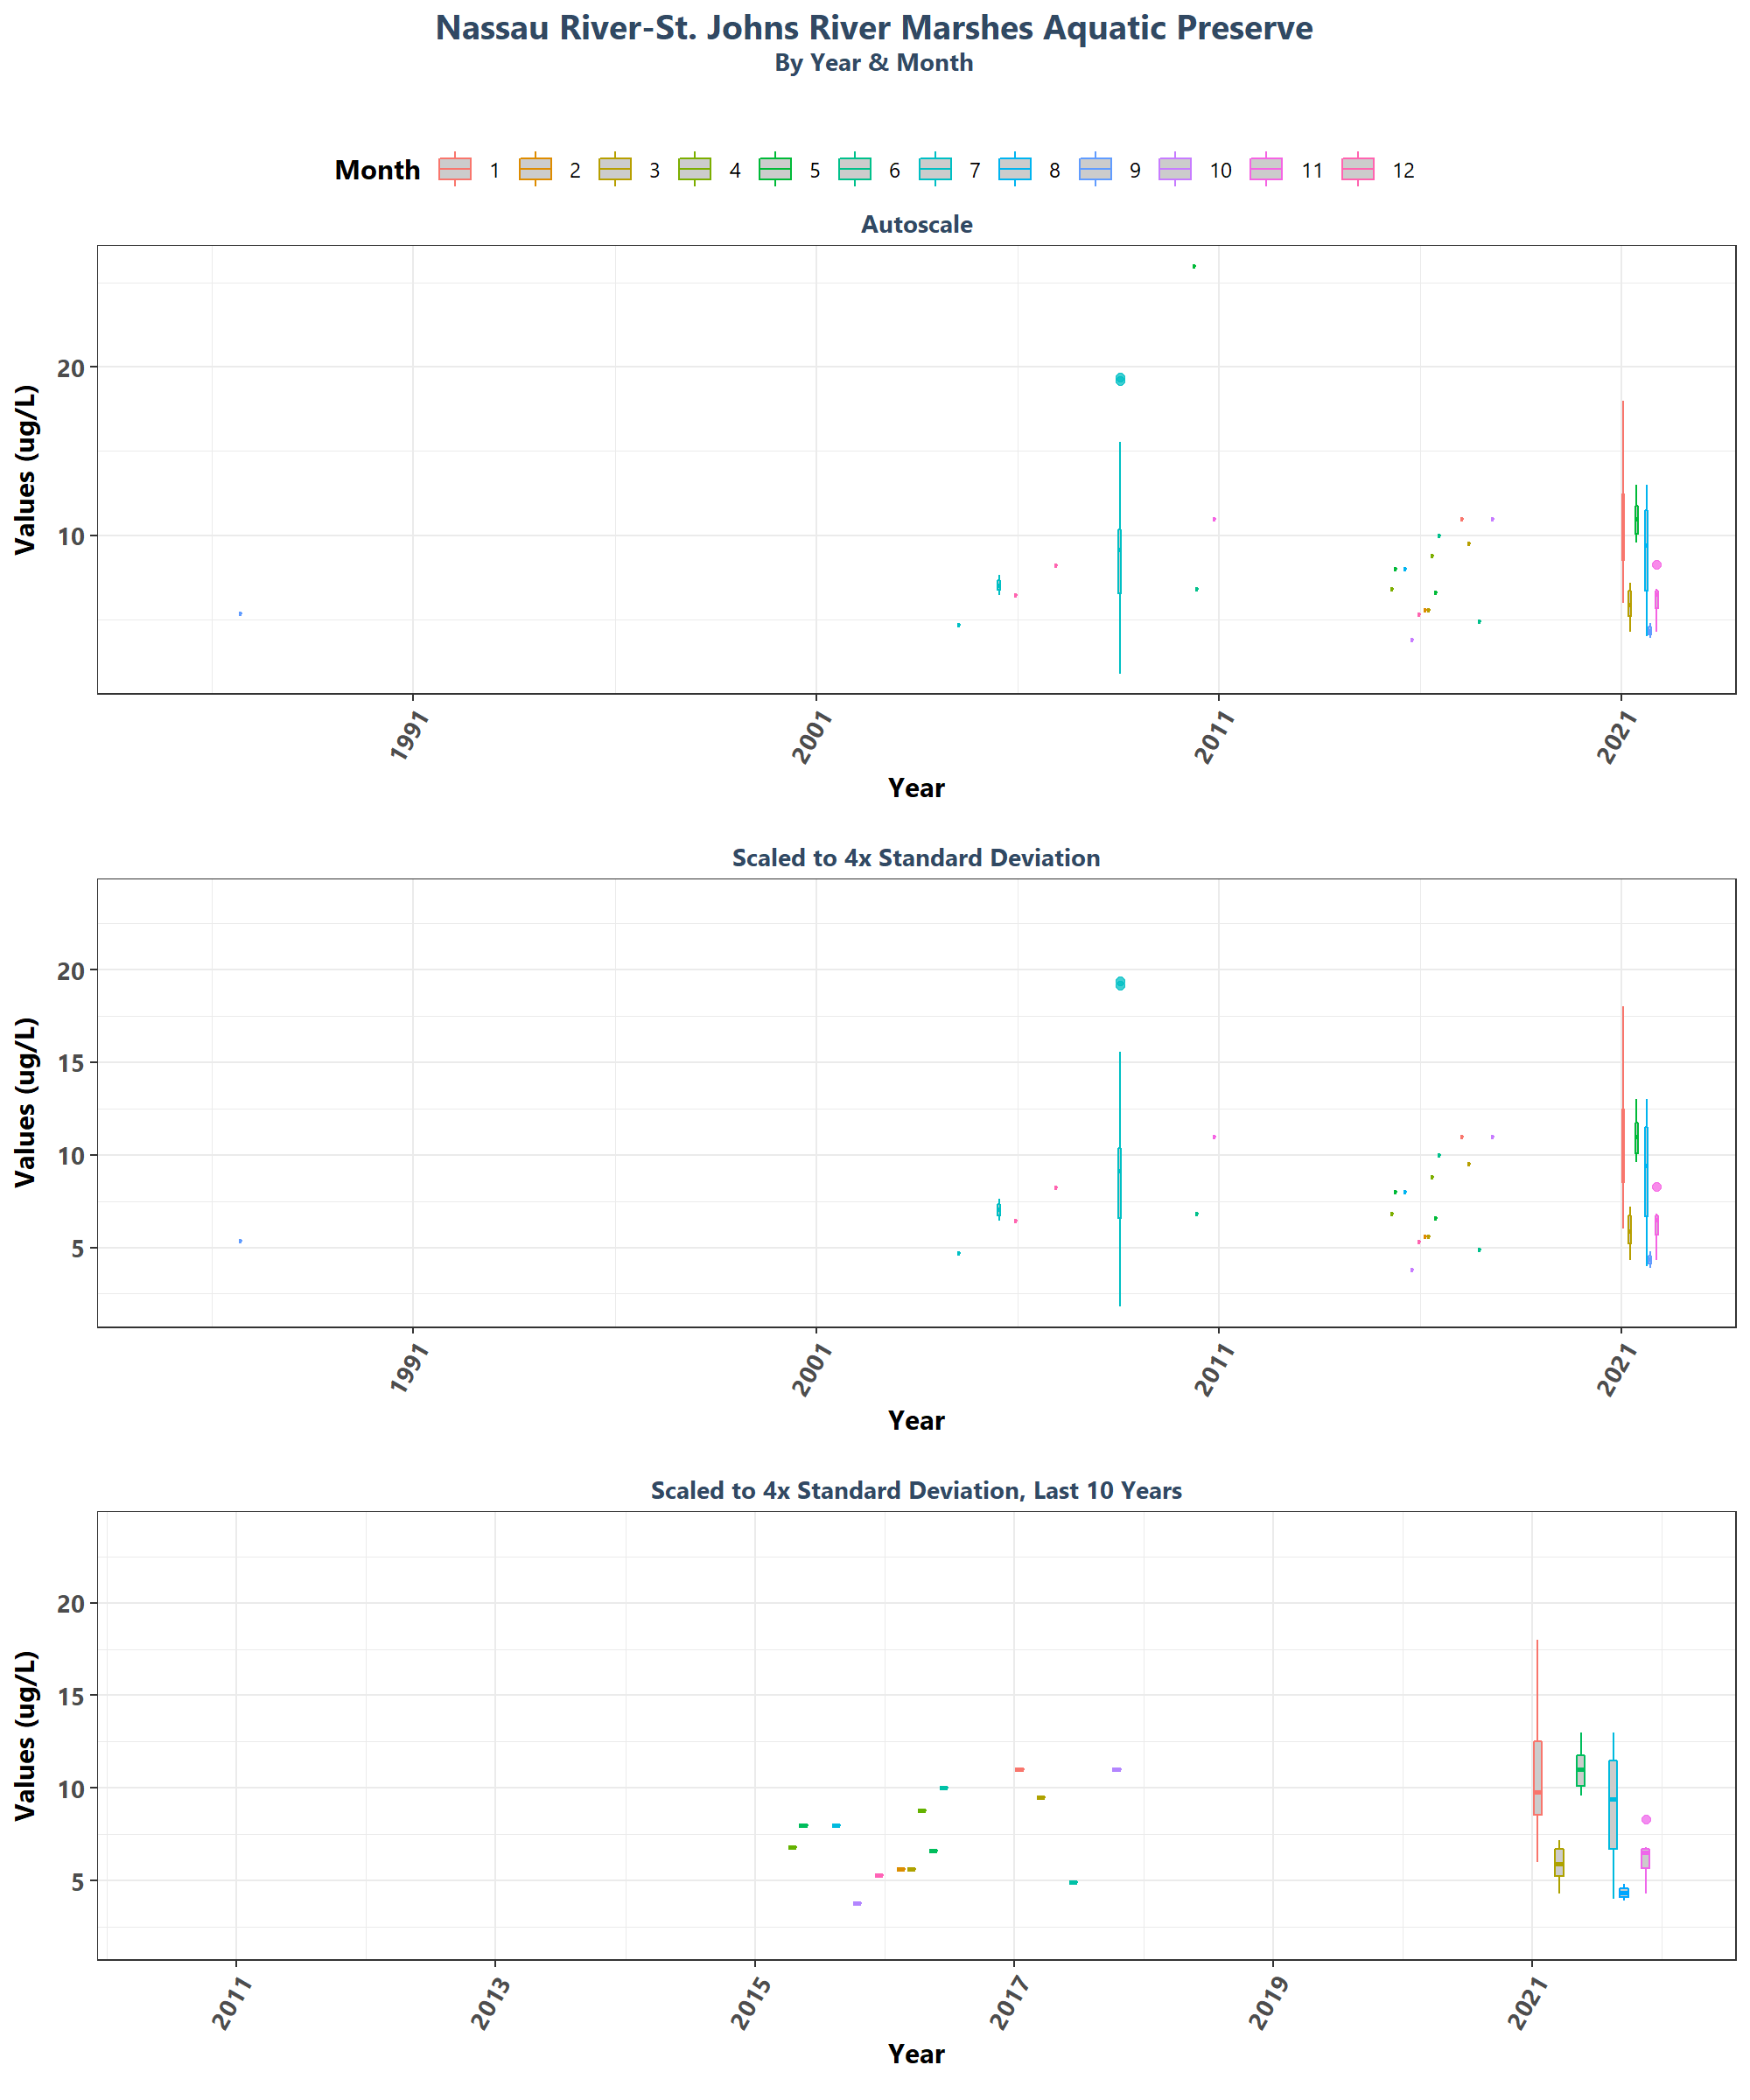 Nassau River-St. Johns River Marshes Aquatic Preserve
By Year & Month
Month 1 2 3 4 5 6 7 8 9 10 11 12
Autoscale
Values (ug/L)
20
10
1991 2001 2011 2021
Year
Scaled to 4x Standard Deviation
Values (ug/L)
20
15
10
5
1991 2001 2011 2021
Year
Scaled to 4x Standard Deviation, Last 10 Years
Values (ug/L)
20
15
10
5
2011 2013 2015 2017 2019 2021
Year